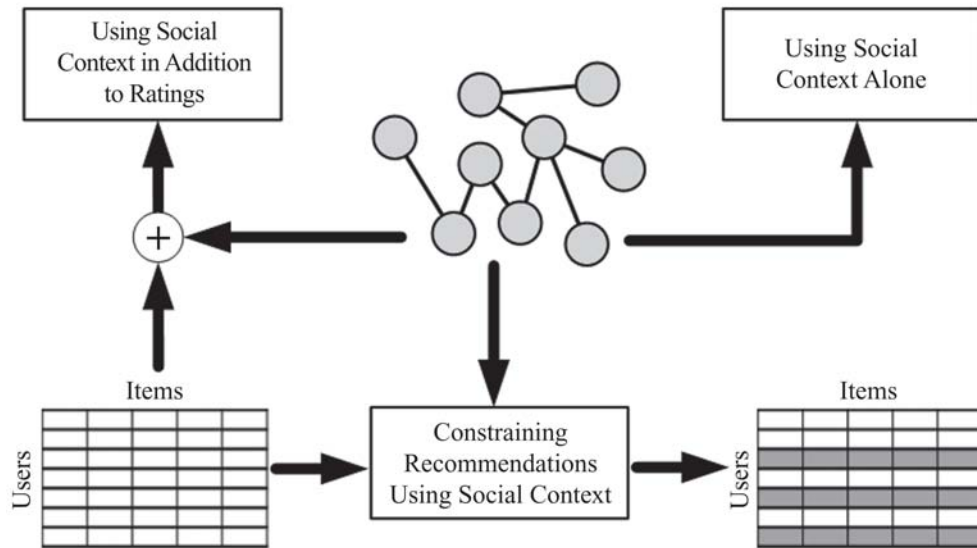 Using Social
Context in Addition
to Ratings
Using Social
Context Alone
+
Items
Users
Constraining
Recommendations
Using Social Context
Items
Users